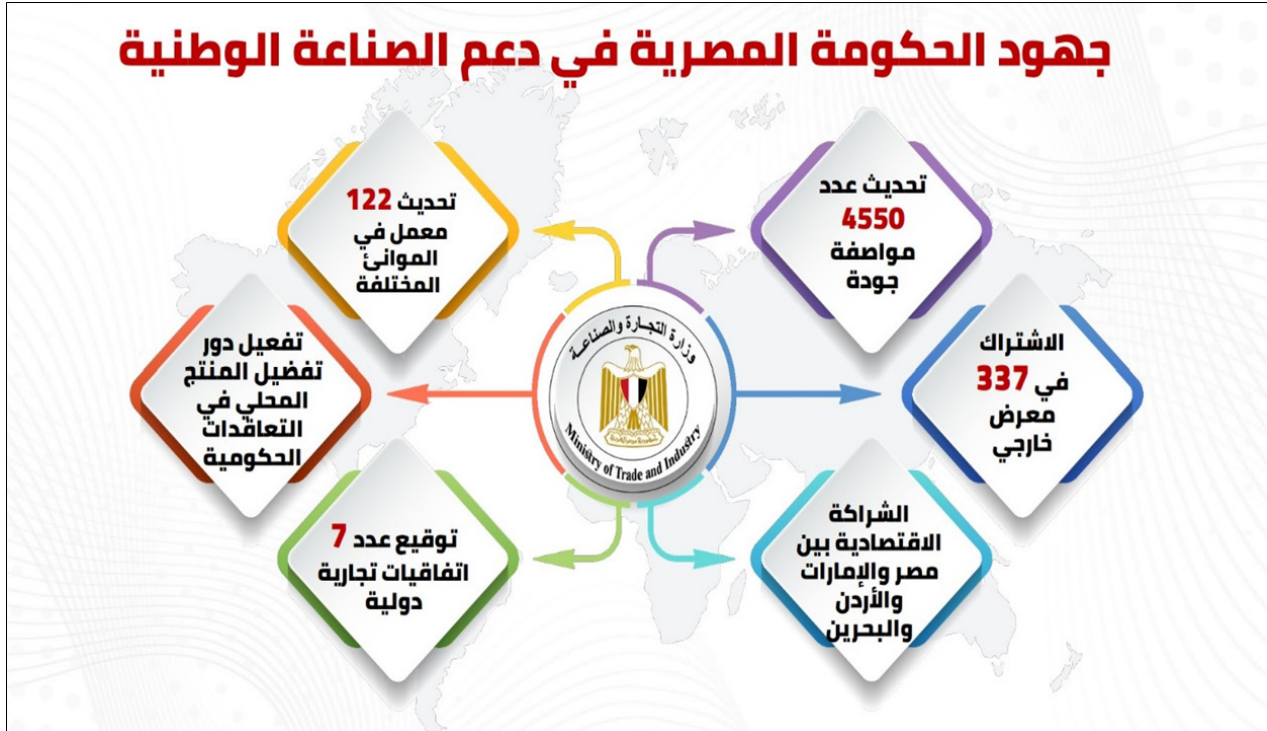 جهود الحكومة المصرية في دعم الصناعة الوطنية
تحديث عدد
4550
مواصفة
جودة
الاشتراك
في 337
معرض
خارجي
الشراكة
الاقتصادية بين
مصر والإمارات
والأردن
والبحرين
تحديث 122
معمل في
الموانئ
المختلفة
تفعيل دور
تفضيل المنتج
المحلي في
التعاقدات
الحكومية
توقيع عدد 7
اتفاقيات تجارية
دولية
وزارة التجارة والصناعة
Ministry of Trade and Industry